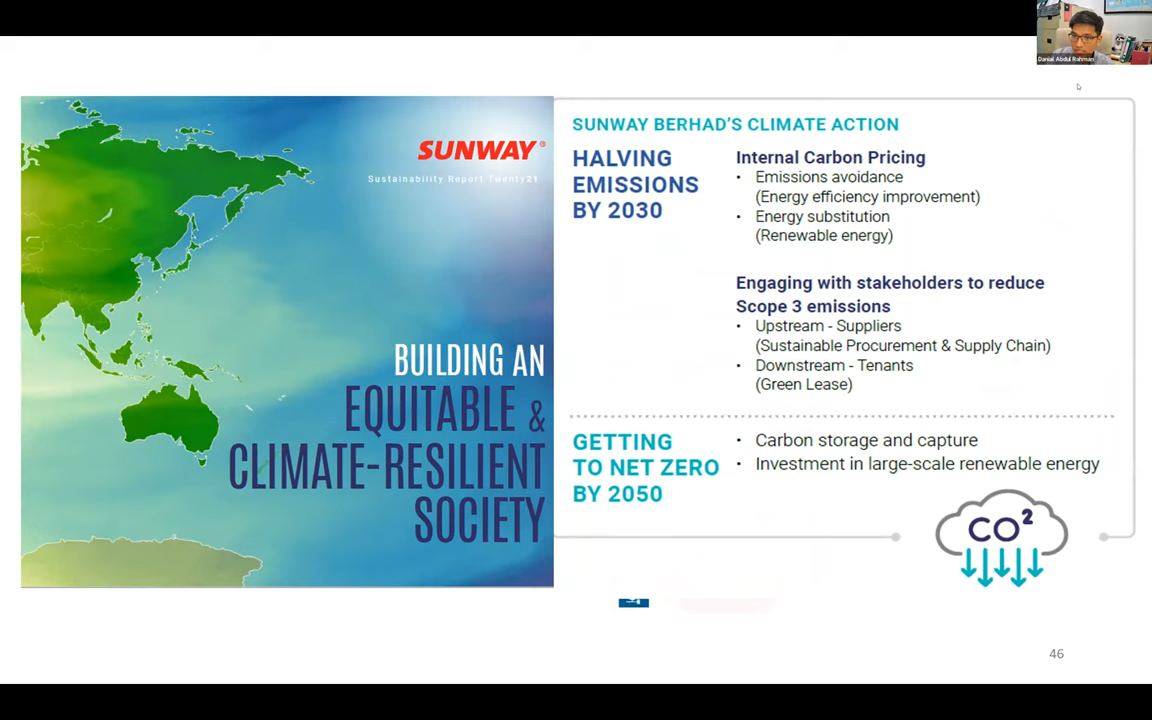 Danial Abdul Rahman
SUNWAY®
Sustainability Report Twenty21
BUILDING AN
EQUITABLE &
CLIMATE-RESILIENT
SOCIETY
SUNWAY BERHAD'S CLIMATE ACTION
HALVING
EMISSIONS
BY 2030
Internal Carbon Pricing
• Emissions avoidance
(Energy efficiency improvement)
• Energy substitution
(Renewable energy)
Engaging with stakeholders to reduce
Scope 3 emissions
• Upstream - Suppliers
(Sustainable Procurement & Supply Chain)
• Downstream - Tenants
(Green Lease)
GETTING
TO NET ZERO
BY 2050
• Carbon storage and capture
• Investment in large-scale renewable energy
CO²
46